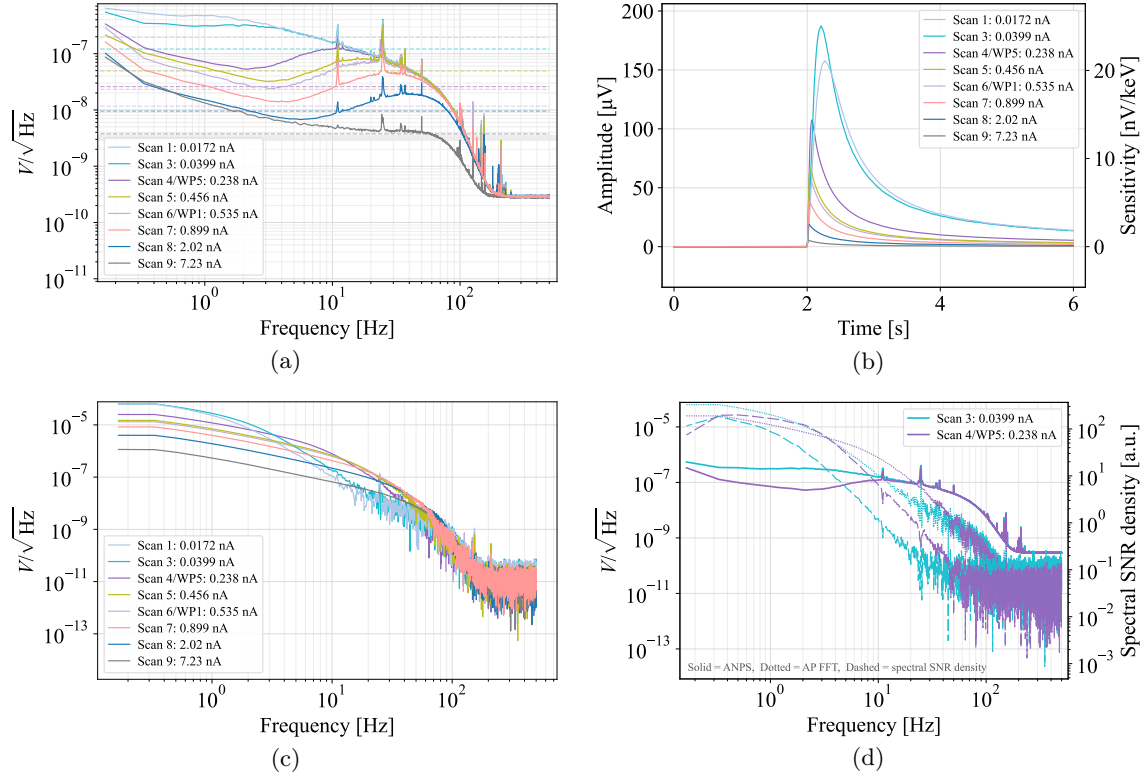 10⁻⁷
10⁻⁸
10⁻⁹
10⁻¹⁰
10⁻¹¹
V/√Hz
Scan 1: 0.0172 nA
Scan 3: 0.0399 nA
Scan 4/WP5: 0.238 nA
Scan 5: 0.456 nA
Scan 6/WP1: 0.535 nA
Scan 7: 0.899 nA
Scan 8: 2.02 nA
Scan 9: 7.23 nA
10⁰
10¹
10²
Frequency [Hz]
(a)
200
150
100
50
0
Amplitude [µV]
Scan 1: 0.0172 nA
Scan 3: 0.0399 nA
Scan 4/WP5: 0.238 nA
Scan 5: 0.456 nA
Scan 6/WP1: 0.535 nA
Scan 7: 0.899 nA
Scan 8: 2.02 nA
Scan 9: 7.23 nA
20
10
0
Sensitivity [nV/keV]
0
2
4
6
Time [s]
(b)
10⁻⁵
10⁻⁷
10⁻⁹
10⁻¹¹
10⁻¹³
V/√Hz
Scan 1: 0.0172 nA
Scan 3: 0.0399 nA
Scan 4/WP5: 0.238 nA
Scan 5: 0.456 nA
Scan 6/WP1: 0.535 nA
Scan 7: 0.899 nA
Scan 8: 2.02 nA
Scan 9: 7.23 nA
10⁰
10¹
10²
Frequency [Hz]
(c)
10⁻⁵
10⁻⁷
10⁻⁹
10⁻¹¹
10⁻¹³
V/√Hz
Scan 3: 0.0399 nA
Scan 4/WP5: 0.238 nA
10²
10¹
10⁰
10⁻¹
10⁻²
10⁻³
Spectral SNR density [a.u.]
Solid = ANPS, Dotted = AP FFT, Dashed = spectral SNR density
10⁰
10¹
10²
Frequency [Hz]
(d)